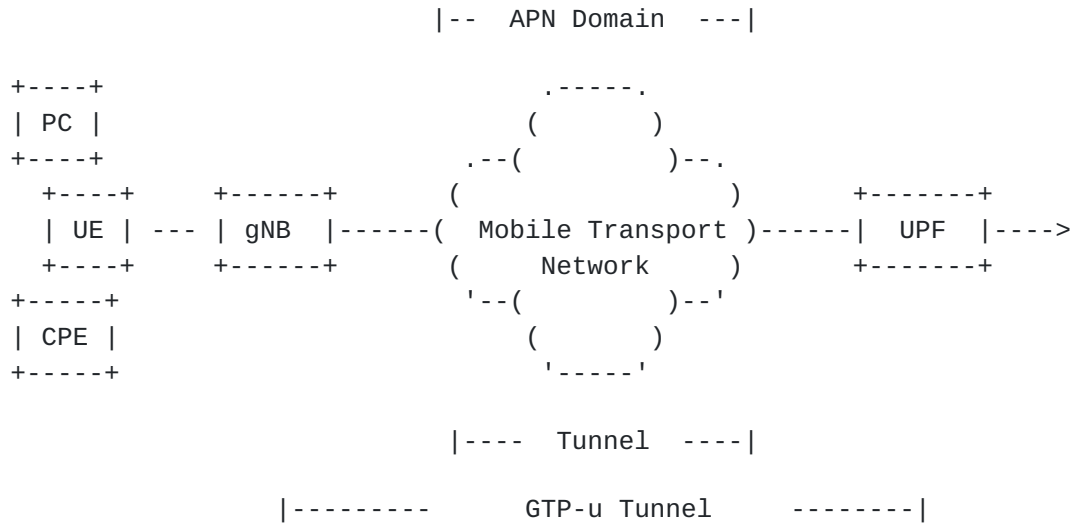 |-- APN Domain ---|
PC
UE --- gNB Mobile Transport UPF ---->
Network
CPE
|---- Tunnel ----|
|--------- GTP-u Tunnel --------|